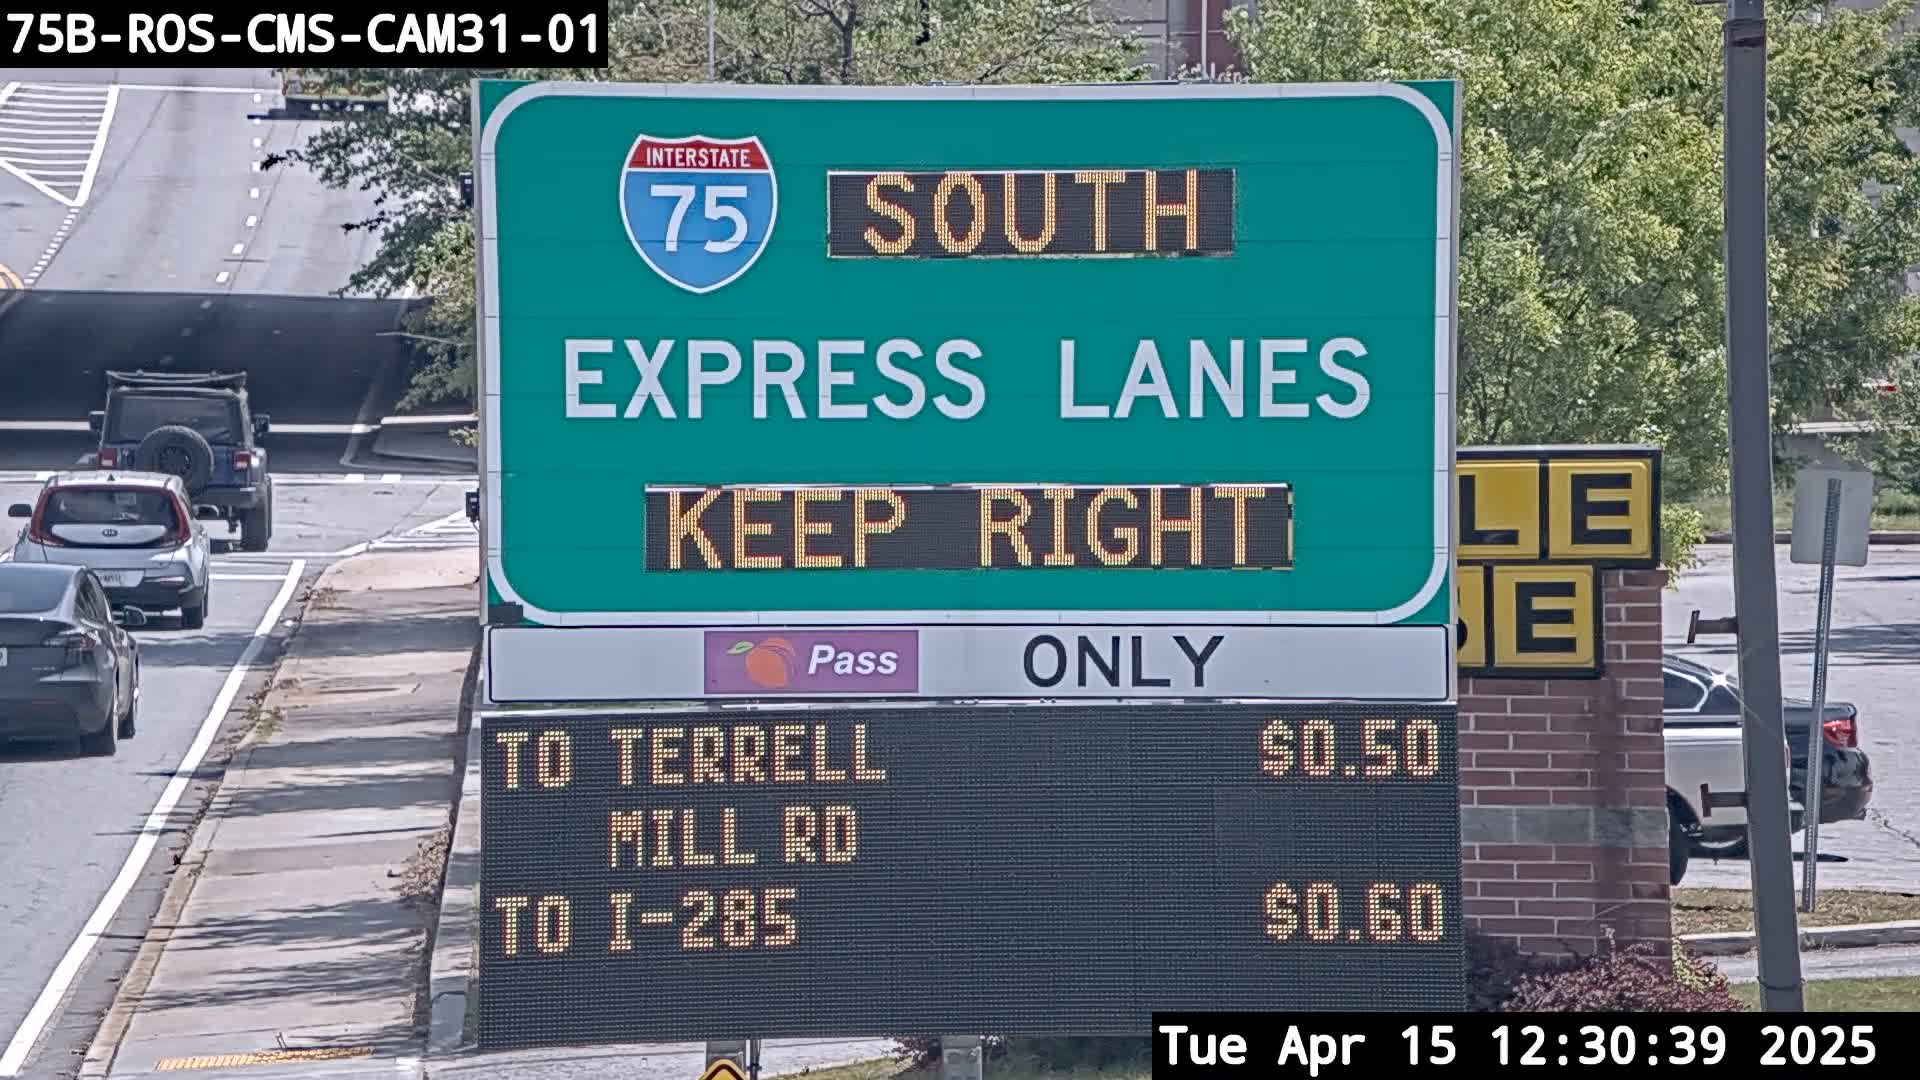 75B-ROS-CMS-CAM31-01
INTERSTATE
75
SOUTH
EXPRESS LANES
KEEP RIGHT
Pass ONLY
TO TERRELL $0.50
MILL RD
TO I-285 $0.60
LE
E
Tue Apr 15 12:30:39 2025